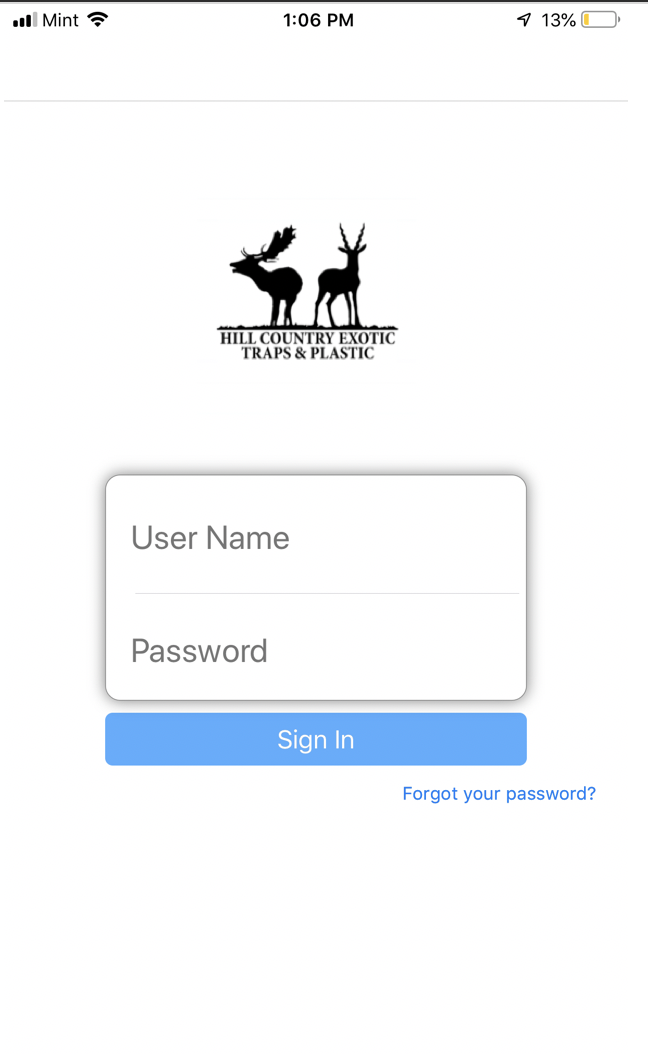 Mint 1:06 PM 13%
HILL COUNTRY EXOTIC
TRAPS & PLASTIC
User Name
Password
Sign In
Forgot your password?